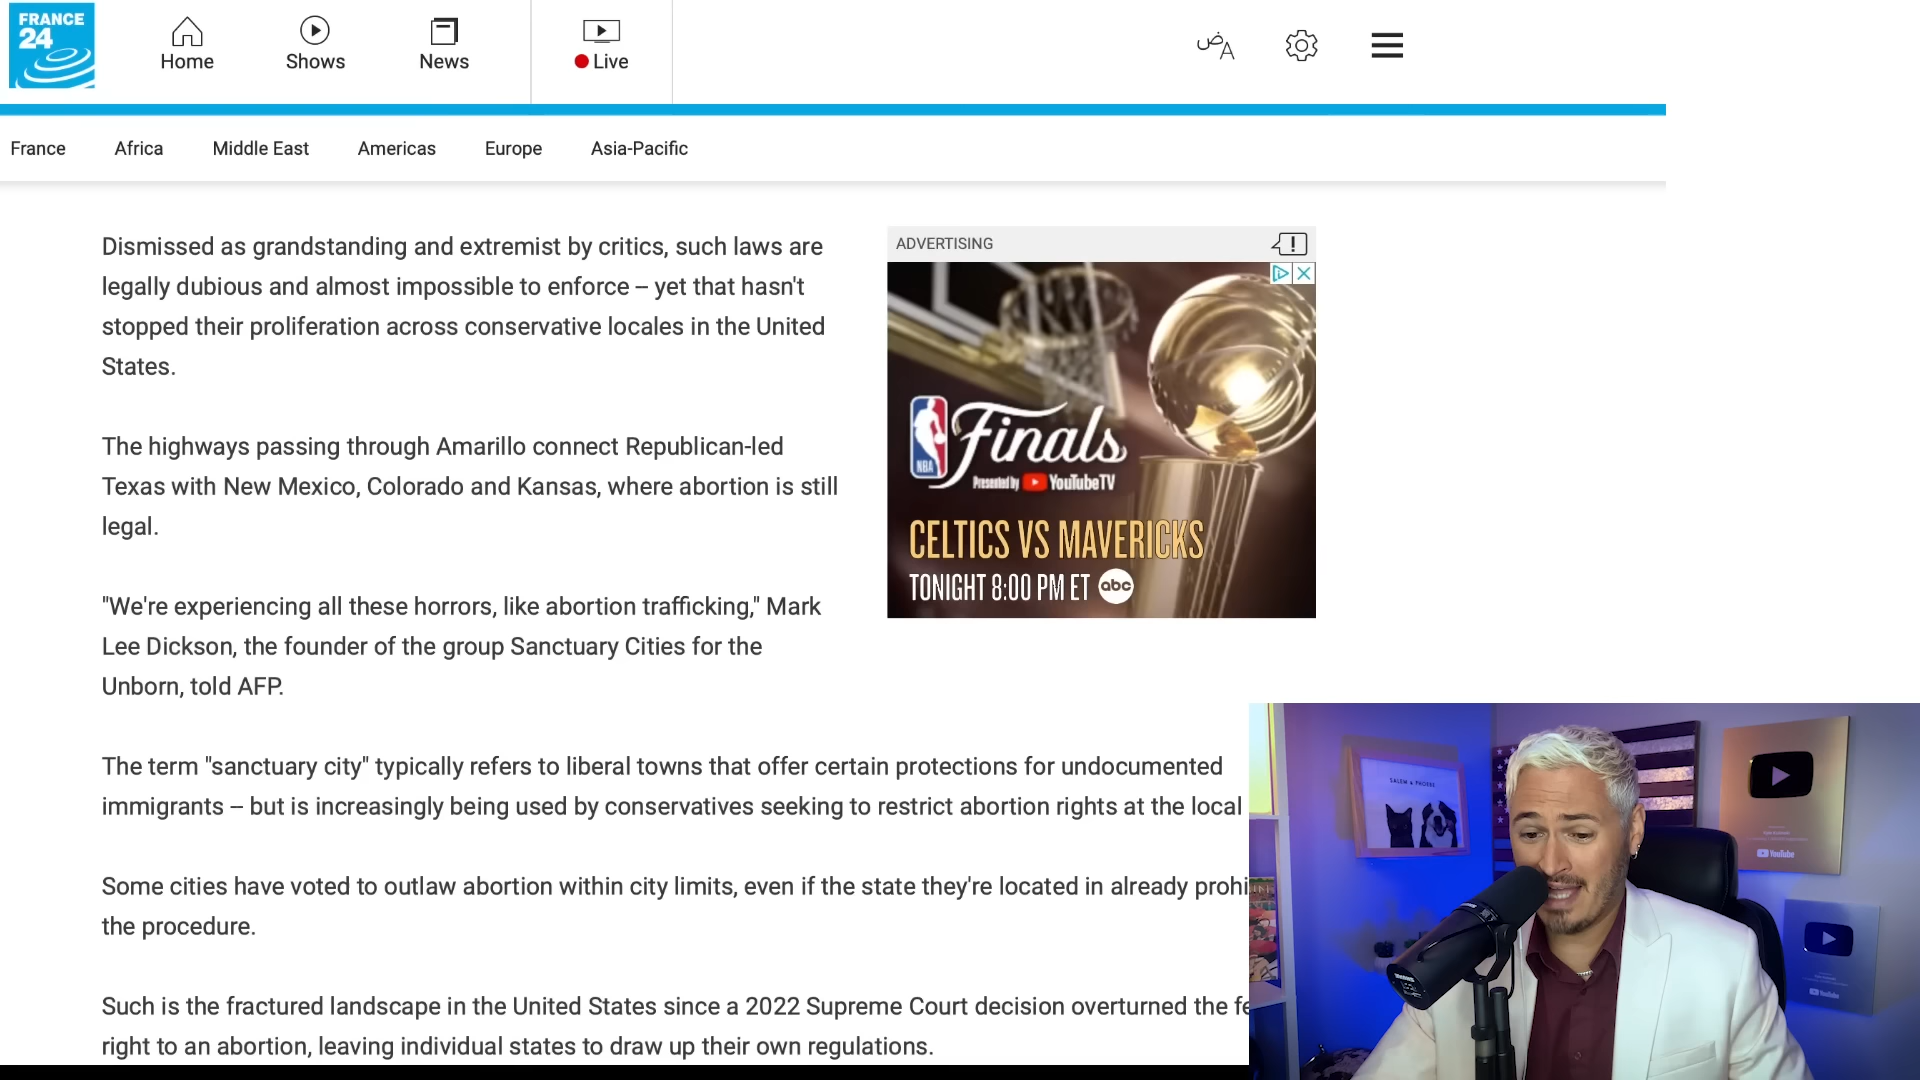 FRANCE
24
Home
Shows
News
Live
ضA
France
Africa
Middle East
Americas
Europe
Asia-Pacific
Dismissed as grandstanding and extremist by critics, such laws are
legally dubious and almost impossible to enforce – yet that hasn't
stopped their proliferation across conservative locales in the United
States.
The highways passing through Amarillo connect Republican-led
Texas with New Mexico, Colorado and Kansas, where abortion is still
legal.
"We're experiencing all these horrors, like abortion trafficking," Mark
Lee Dickson, the founder of the group Sanctuary Cities for the
Unborn, told AFP.
ADVERTISING
NBA
Finals
Presented by YouTubeTV
CELTICS VS MAVERICKS
TONIGHT 8:00 PM ET abc
The term "sanctuary city" typically refers to liberal towns that offer certain protections for undocumented
immigrants – but is increasingly being used by conservatives seeking to restrict abortion rights at the local
Some cities have voted to outlaw abortion within city limits, even if the state they're located in already prohi
the procedure.
Such is the fractured landscape in the United States since a 2022 Supreme Court decision overturned the fe
right to an abortion, leaving individual states to draw up their own regulations.
SALEM & PHOEBE
YouTube
YouTube